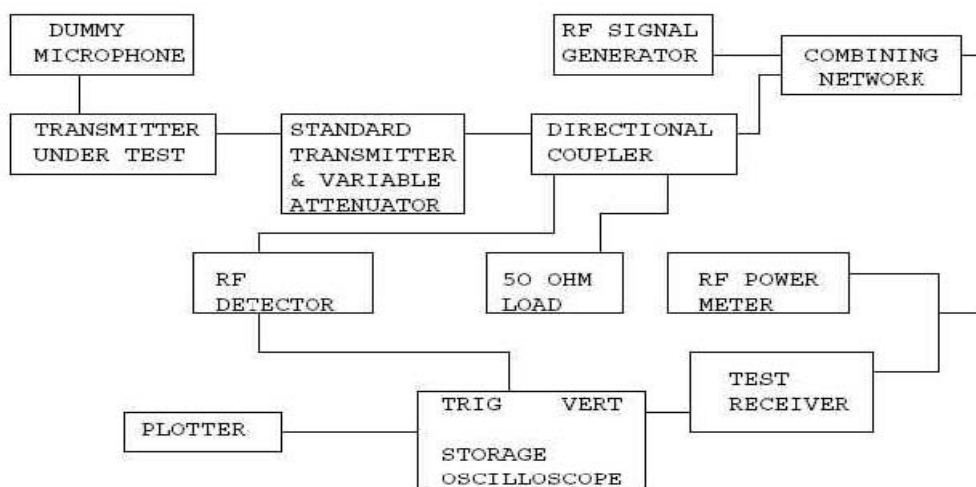 DUMMY
MICROPHONE
RF SIGNAL
GENERATOR
COMBINING
NETWORK
TRANSMITTER
UNDER TEST
STANDARD
TRANSMITTER
& VARIABLE
ATTENUATOR
DIRECTIONAL
COUPLER
RF
DETECTOR
50 OHM
LOAD
RF POWER
METER
TEST
RECEIVER
TRIG VERT
STORAGE
OSCILLOSCOPE
PLOTTER